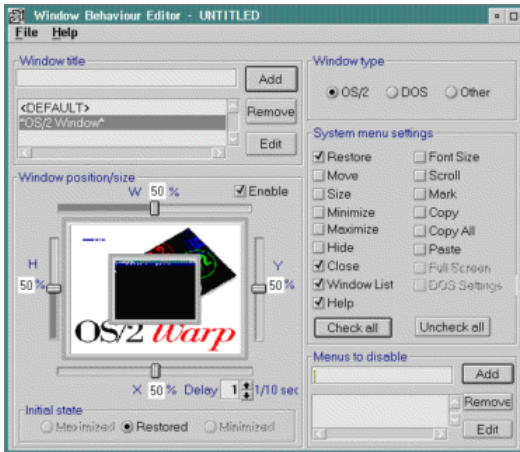 Window Behaviour Editor - UNTITLED
File Help
Window title
Add
<DEFAULT>
*OS/2 Window*
Remove
Edit
Window position/size
W 50 % Enable
H
50 %
Y
50 %
OS/2 Warp
X 50 % Delay 1 1/10 sec
Initial state
Maximized Restored Minimized
Window type
OS/2 DOS Other
System menu settings
Restore Font Size
Move Scroll
Size Mark
Minimize Copy
Maximize Copy All
Hide Paste
Close Full Screen
Window List DOS Settings
Help
Check all Uncheck all
Menus to disable
Add
Remove
Edit